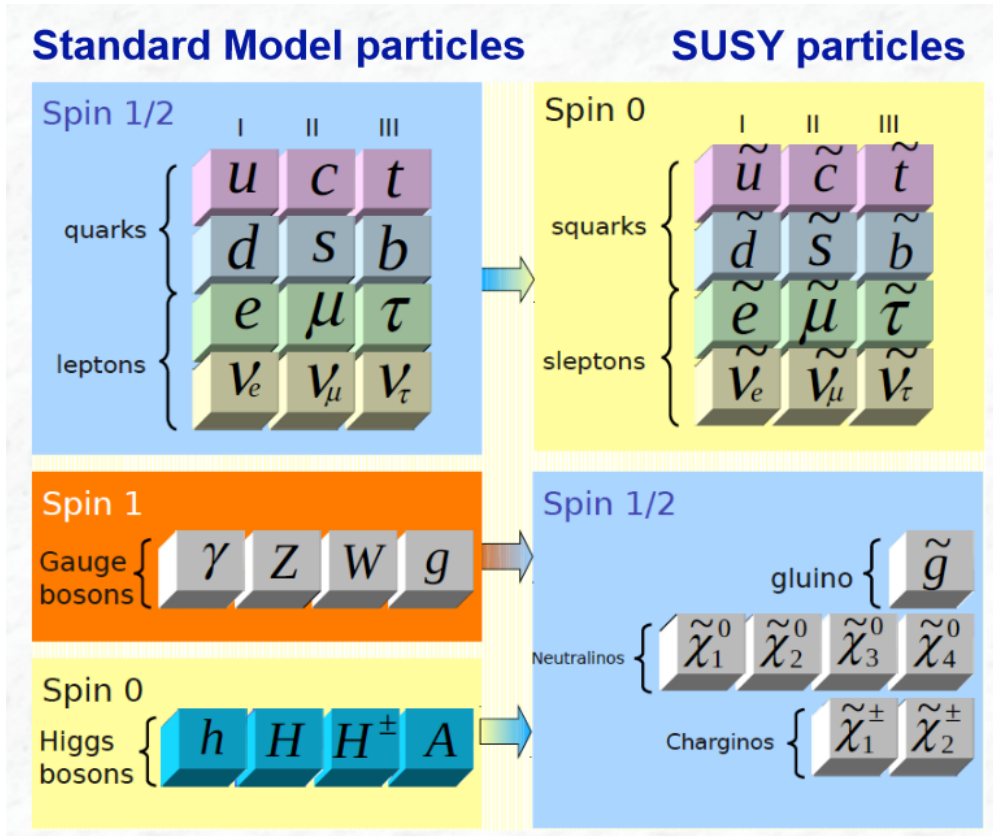 Standard Model particles
SUSY particles
Spin 1/2
I II III
quarks
u c t
d s b
leptons
e μ τ
νe νμ ντ
Spin 0
I II III
squarks
ũ c̃ t̃
d̃ s̃ b̃
sleptons
ẽ μ̃ τ̃
ν̃e ν̃μ ν̃τ
Spin 1
Gauge
bosons
γ Z W g
Spin 0
Higgs
bosons
h H H± A
Spin 1/2
gluino
g̃
Neutralinos
χ̃⁰₁ χ̃⁰₂ χ̃⁰₃ χ̃⁰₄
Charginos
χ̃±₁ χ̃±₂